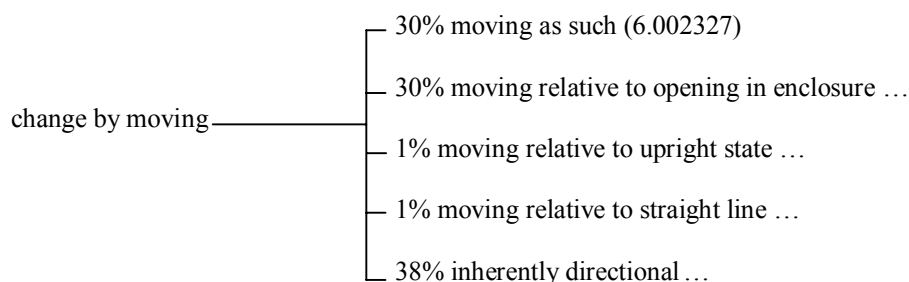 30% moving as such (6.002327)
30% moving relative to opening in enclosure …
change by moving
1% moving relative to upright state …
1% moving relative to straight line …
38% inherently directional …